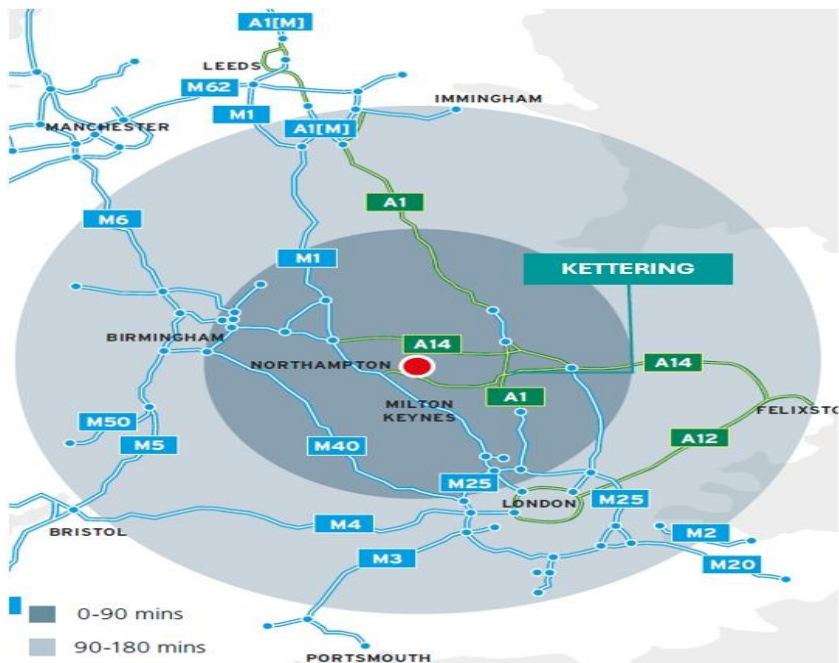 A1[M]
LEEDS
M62
IMMINGHAM
M1
MANCHESTER
A1[M]
A1
M6
M1
KETTERING
BIRMINGHAM
A14
NORTHAMPTON
A14
MILTON
KEYNES
A1
FELIXSTO
M50
M5
M40
A12
M25
LONDON
M25
M4
BRISTOL
M2
M3
M20
0-90 mins
90-180 mins
PORTSMOUTH